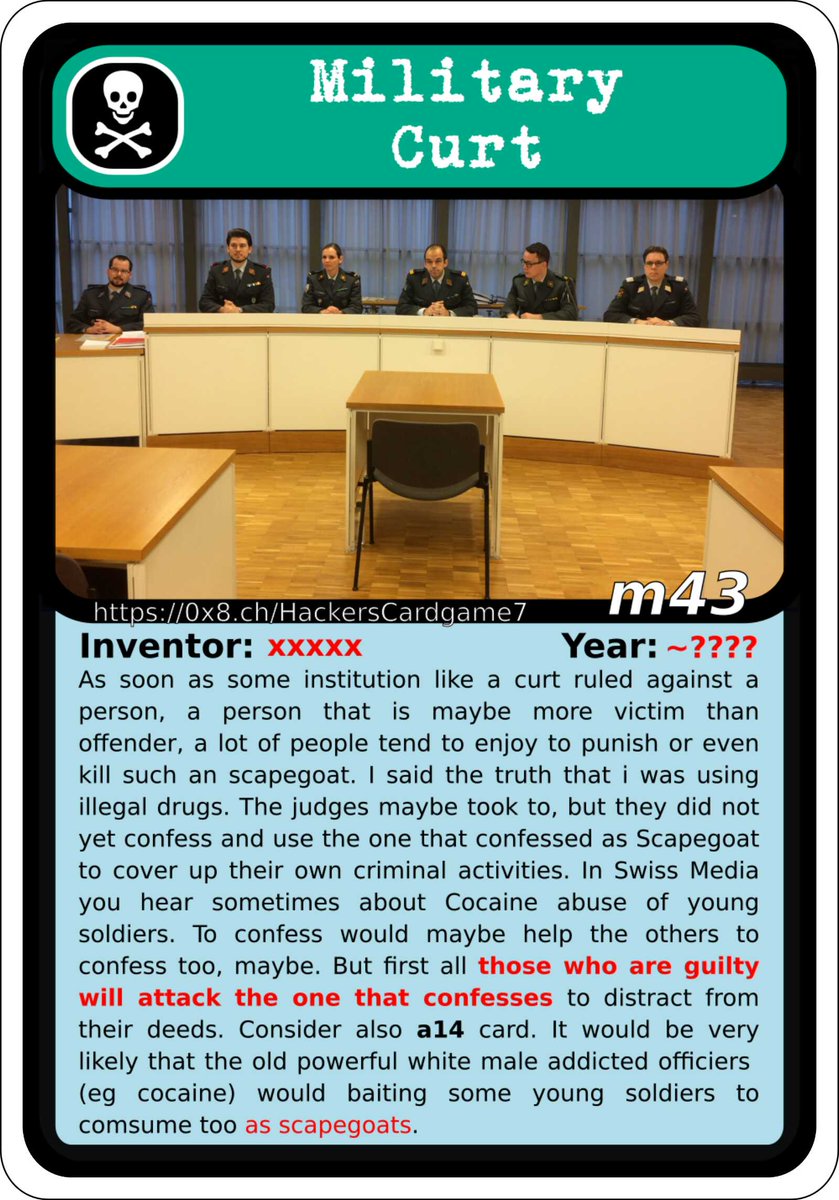 Military
Curt
m43
https://0x8.ch/HackersCardgame7
Inventor: xxxxx Year: ~????
As soon as some institution like a curt ruled against a
person, a person that is maybe more victim than
offender, a lot of people tend to enjoy to punish or even
kill such an scapegoat. I said the truth that i was using
illegal drugs. The judges maybe took to, but they did not
yet confess and use the one that confessed as Scapegoat
to cover up their own criminal activities. In Swiss Media
you hear sometimes about Cocaine abuse of young
soldiers. To confess would maybe help the others to
confess too, maybe. But first all those who are guilty
will attack the one that confesses to distract from
their deeds. Consider also a14 card. It would be very
likely that the old powerful white male addicted officiers
(eg cocaine) would baiting some young soldiers to
comsume too as scapegoats.